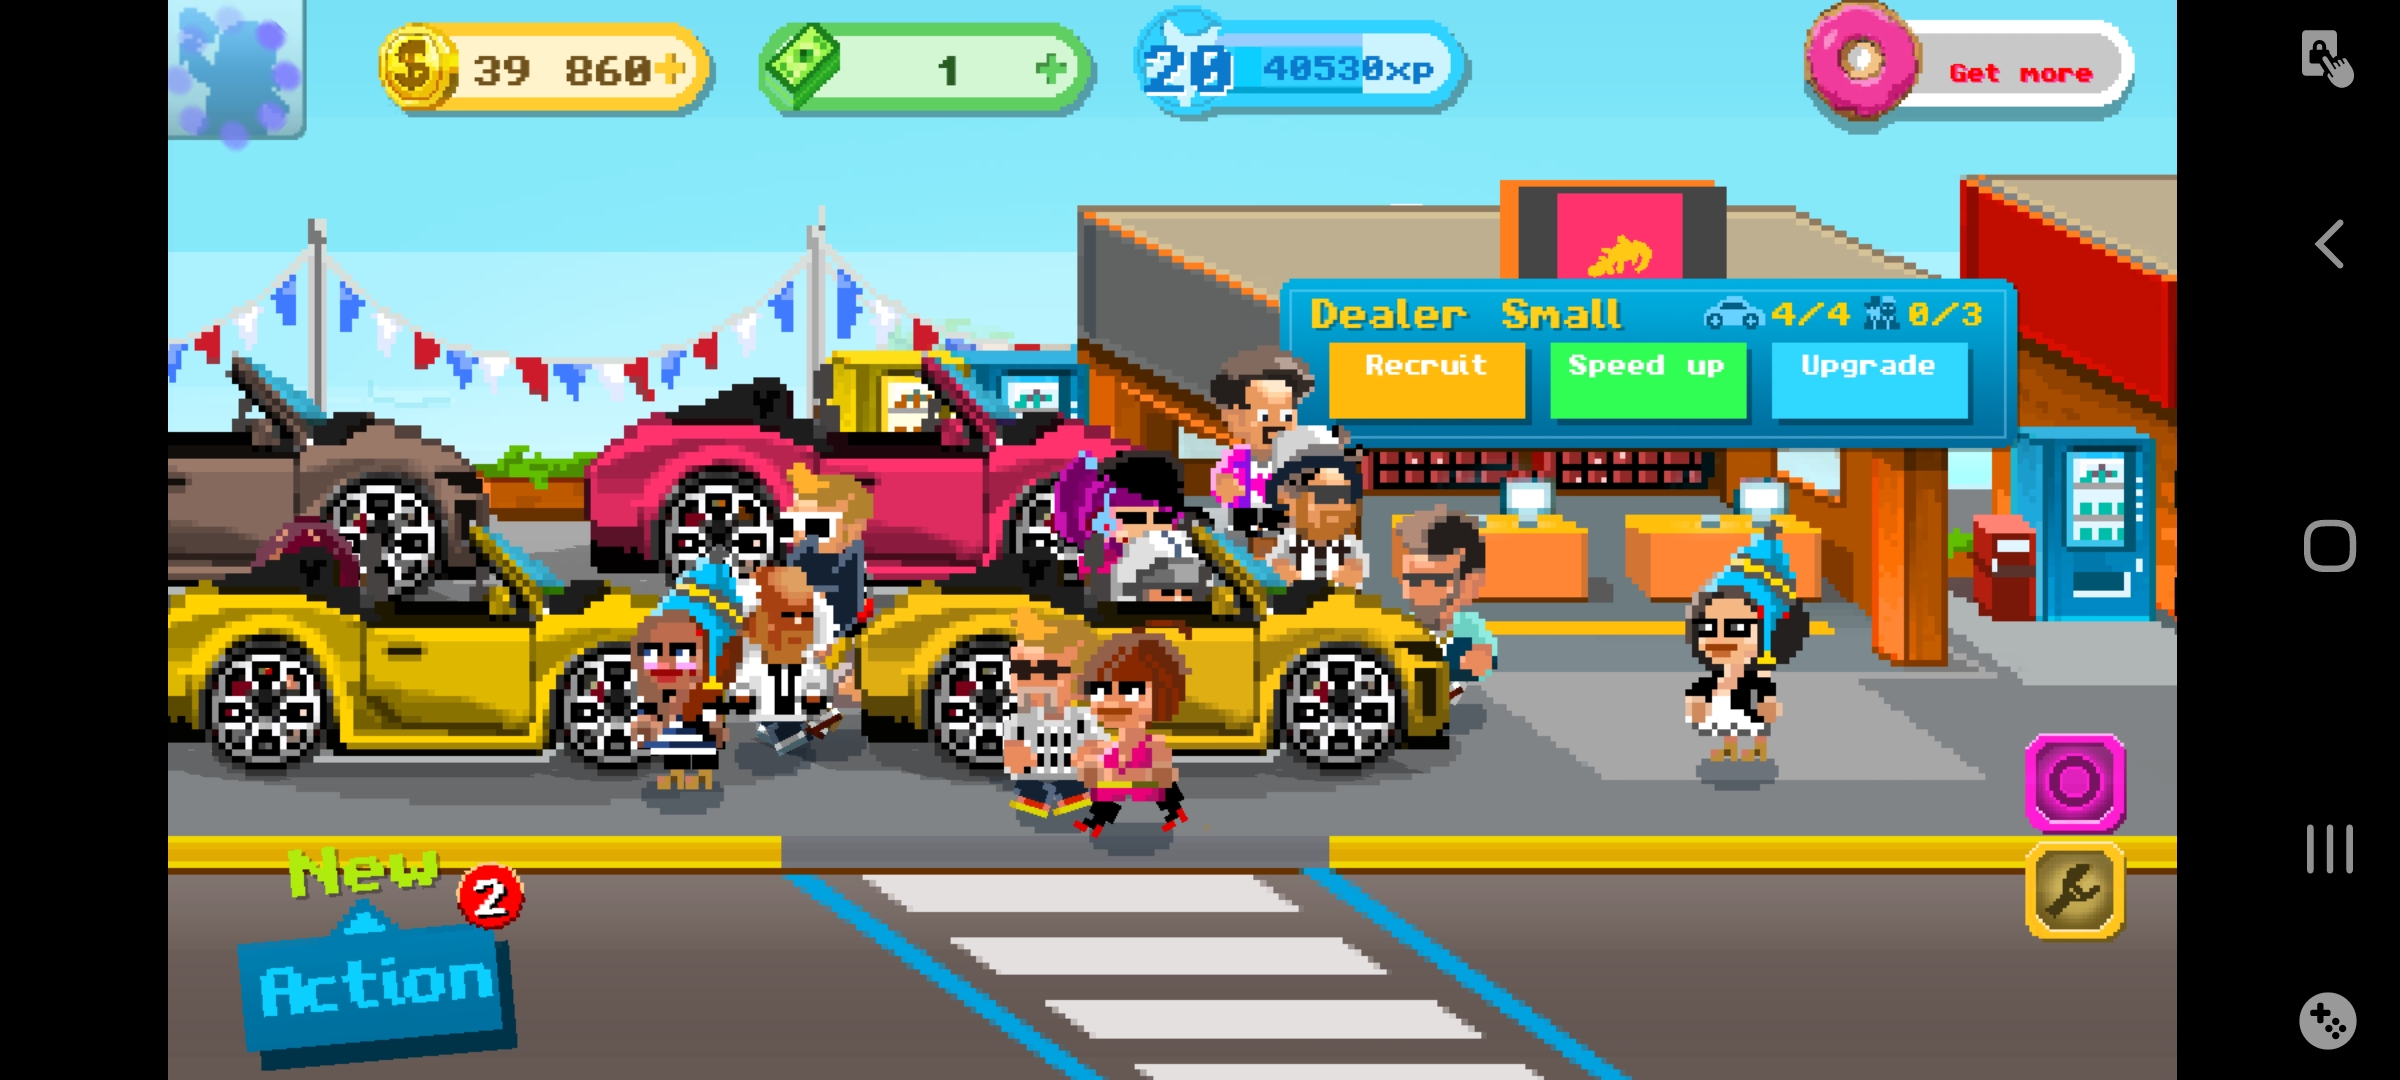 39 860
1
20 40530xp
Get more
Dealer Small 4/4 0/3
Recruit Speed up Upgrade
New
2
Action